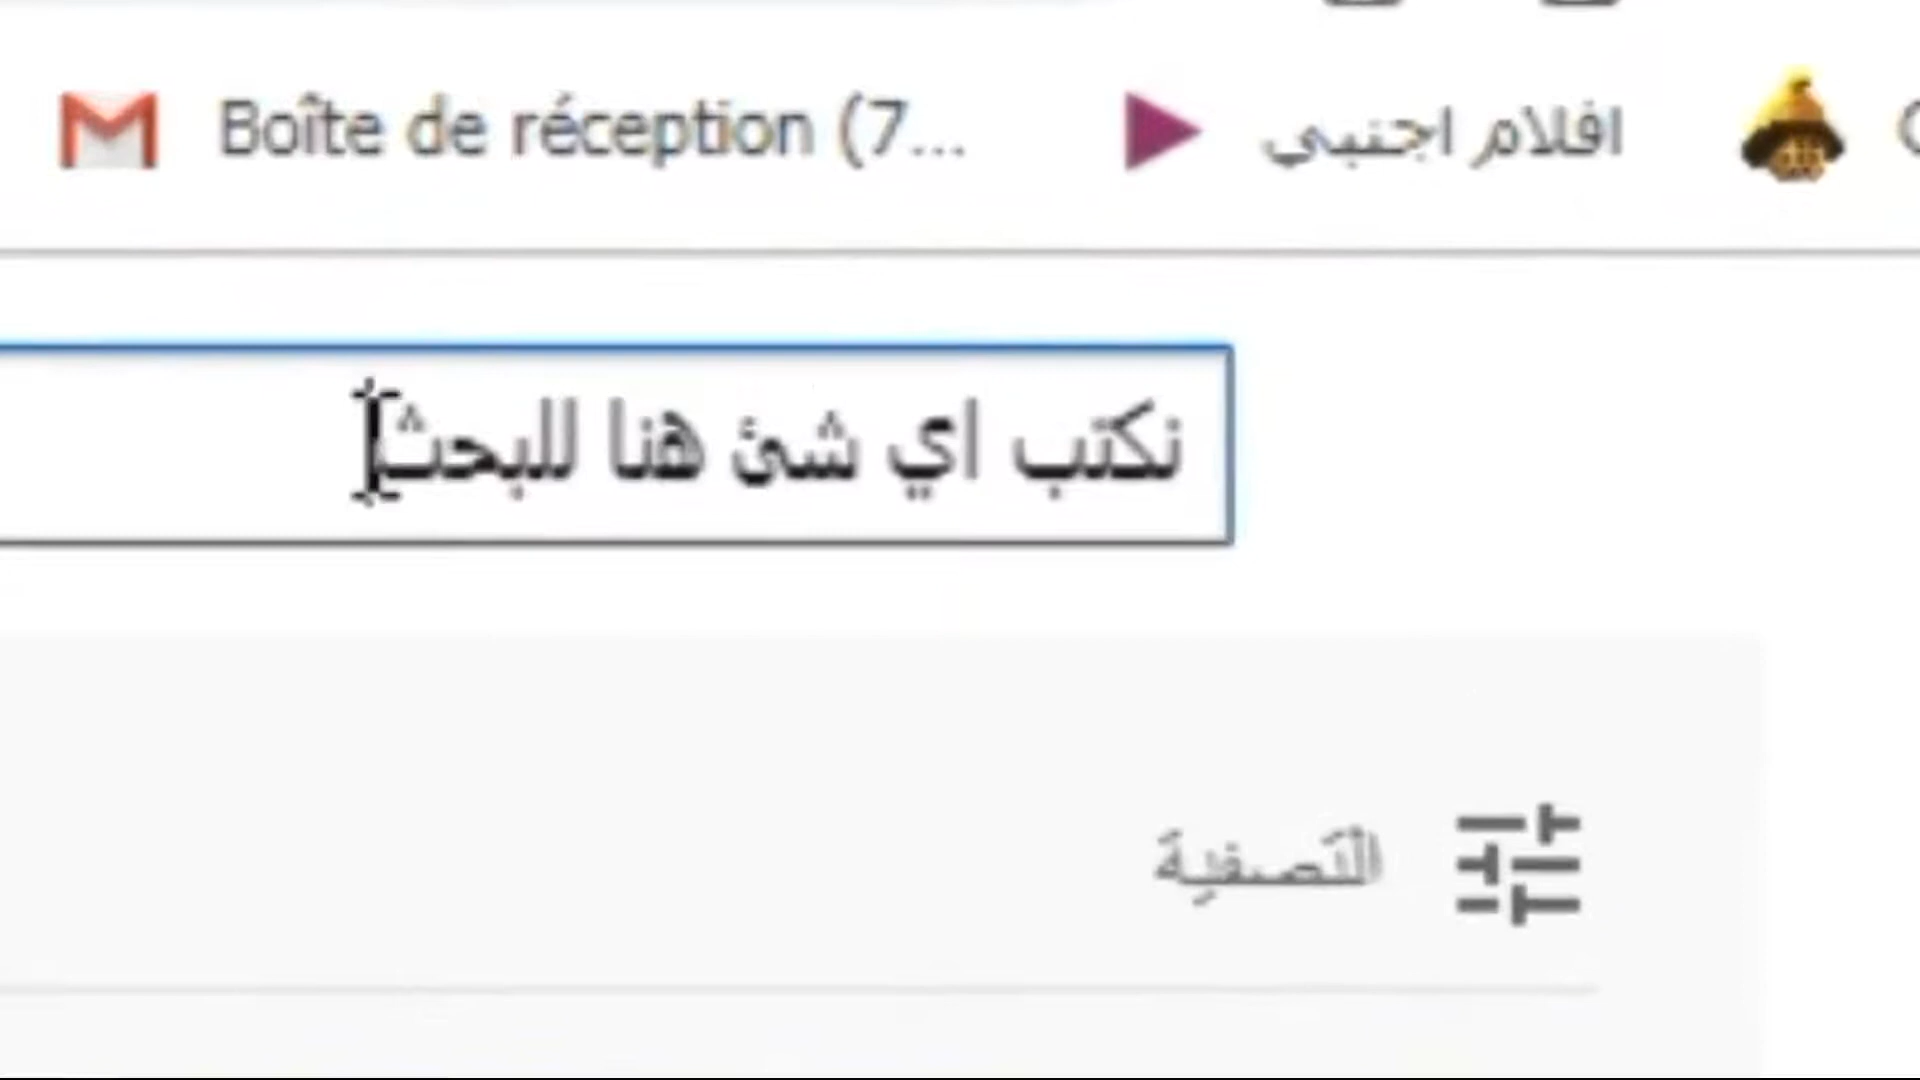 Boîte de réception (7...
افلام اجنبي
نكتب اي شئ هنا للبحث
التصفية